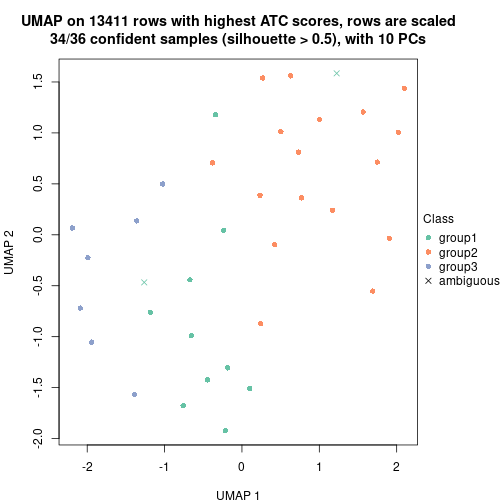 UMAP on 13411 rows with highest ATC scores, rows are scaled
34/36 confident samples (silhouette > 0.5), with 10 PCs
1.5
1.0
0.5
0.0
-0.5
-1.0
-1.5
-2.0
UMAP 2
-2
-1
0
1
2
UMAP 1
Class
group1
group2
group3
ambiguous